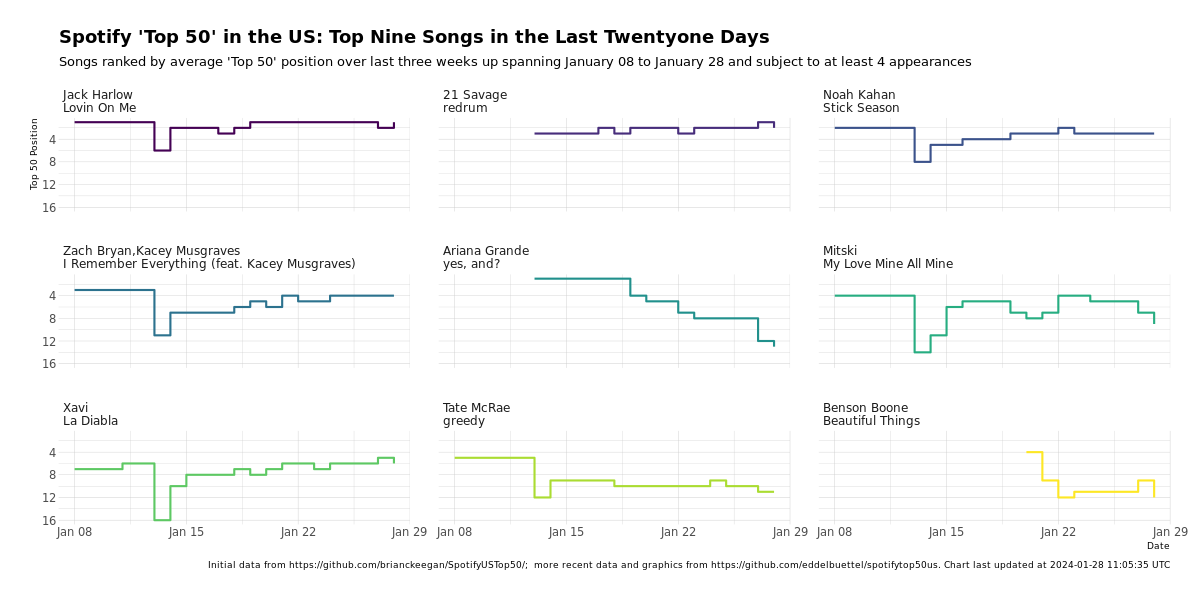 Spotify 'Top 50' in the US: Top Nine Songs in the Last Twentyone Days
Songs ranked by average 'Top 50' position over last three weeks up spanning January 08 to January 28 and subject to at least 4 appearances
Jack Harlow
Lovin On Me
21 Savage
redrum
Noah Kahan
Stick Season
Top 50 Position
4
8
12
16
Zach Bryan,Kacey Musgraves
I Remember Everything (feat. Kacey Musgraves)
Ariana Grande
yes, and?
Mitski
My Love Mine All Mine
4
8
12
16
Xavi
La Diabla
Tate McRae
greedy
Benson Boone
Beautiful Things
4
8
12
16
Jan 08 Jan 15 Jan 22 Jan 29 Jan 08 Jan 15 Jan 22 Jan 29 Jan 08 Jan 15 Jan 22 Jan 29
Date
Initial data from https://github.com/brianckeegan/SpotifyUSTop50/;  more recent data and graphics from https://github.com/eddelbuettel/spotifytop50us. Chart last updated at 2024-01-28 11:05:35 UTC